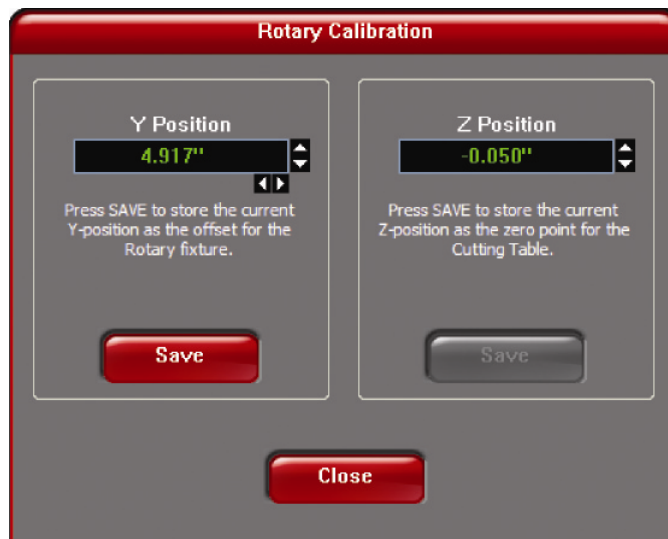 Rotary Calibration
Y Position
4.917"
Press SAVE to store the current
Y-position as the offset for the
Rotary fixture.
Save
Z Position
-0.050"
Press SAVE to store the current
Z-position as the zero point for the
Cutting Table.
Save
Close